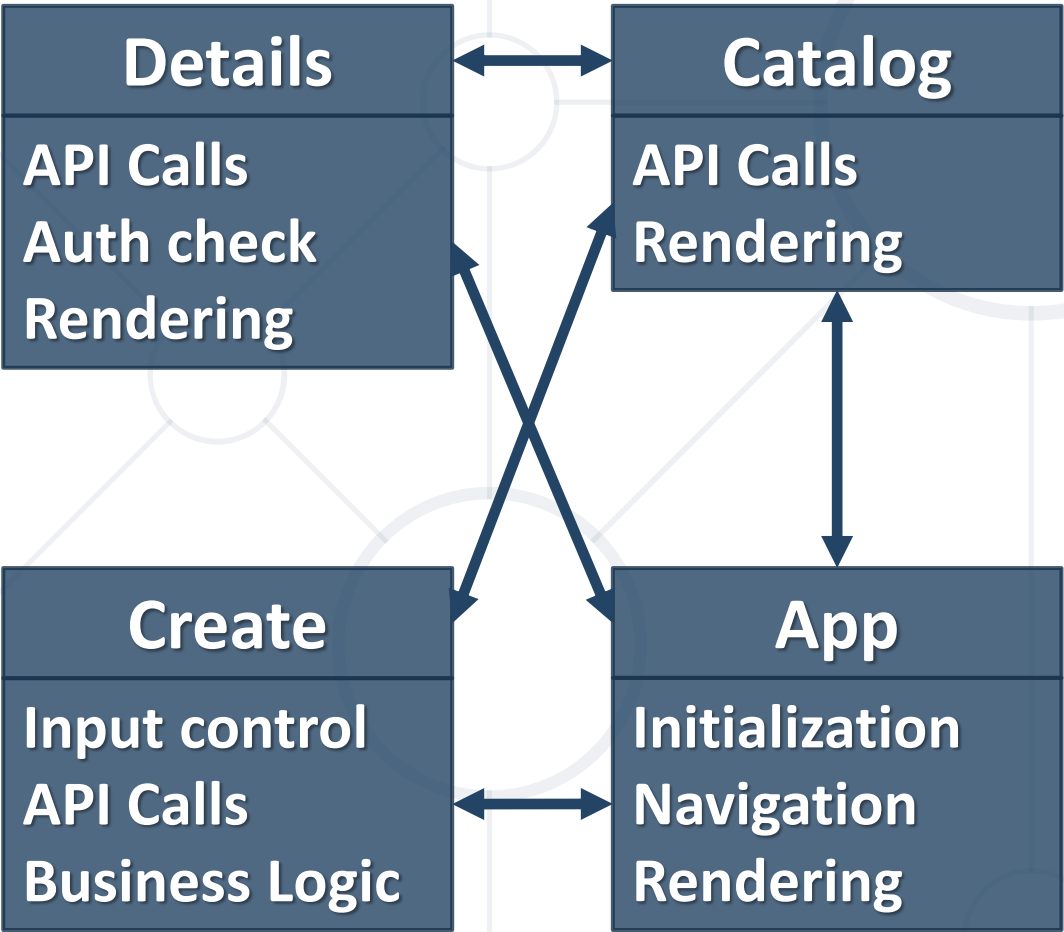 Details
API Calls
Auth check
Rendering
Catalog
API Calls
Rendering
Create
Input control
API Calls
Business Logic
App
Initialization
Navigation
Rendering